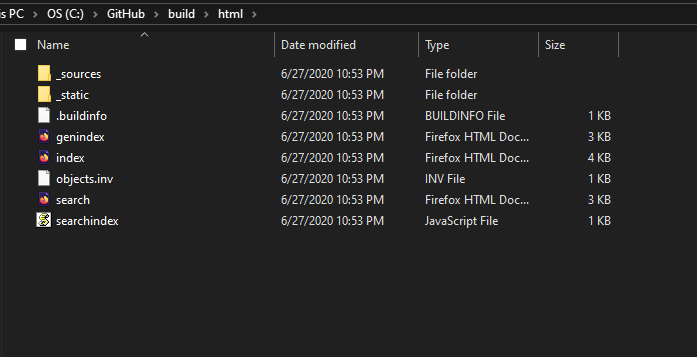 is PC > OS (C:) > GitHub > build > html >
Name Date modified Type Size
_sources 6/27/2020 10:53 PM File folder
_static 6/27/2020 10:53 PM File folder
.buildinfo 6/27/2020 10:53 PM BUILDINFO File 1 KB
genindex 6/27/2020 10:53 PM Firefox HTML Doc... 3 KB
index 6/27/2020 10:53 PM Firefox HTML Doc... 4 KB
objects.inv 6/27/2020 10:53 PM INV File 1 KB
search 6/27/2020 10:53 PM Firefox HTML Doc... 3 KB
searchindex 6/27/2020 10:53 PM JavaScript File 1 KB